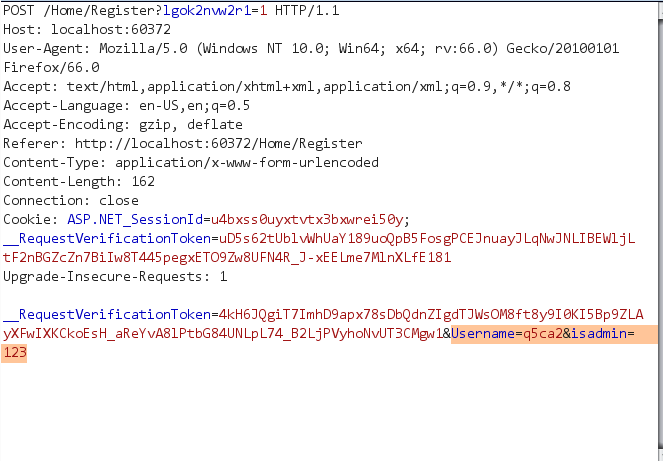 POST /Home/Register?lgok2nvw2r1=1 HTTP/1.1
Host: localhost:60372
User-Agent: Mozilla/5.0 (Windows NT 10.0; Win64; x64; rv:66.0) Gecko/20100101
Firefox/66.0
Accept: text/html,application/xhtml+xml,application/xml;q=0.9,*/*;q=0.8
Accept-Language: en-US,en;q=0.5
Accept-Encoding: gzip, deflate
Referer: http://localhost:60372/Home/Register
Content-Type: application/x-www-form-urlencoded
Content-Length: 162
Connection: close
Cookie: ASP.NET_SessionId=u4bxss0uyxtvtx3bxwrei50y;
__RequestVerificationToken=uD5s62tUblvWhUaY189uoQpB5FosgPCEJnuayJLqNwJNLIBEWljL
tF2nBGZcZn7BiIw8T445pegxETO9Zw8UFN4R_J-xEELme7MlnXLfE181
Upgrade-Insecure-Requests: 1
__RequestVerificationToken=4kH6JQgiT7ImhD9apx78sDbQdnZIgdTJWsOM8ft8y9I0KI5Bp9ZLA
yXFwIXKCkoEsH_aReYvA8lPtbG84UNLpL74_B2LjPVyhoNvUT3CMgw1&Username=q5ca2&isadmin=
123